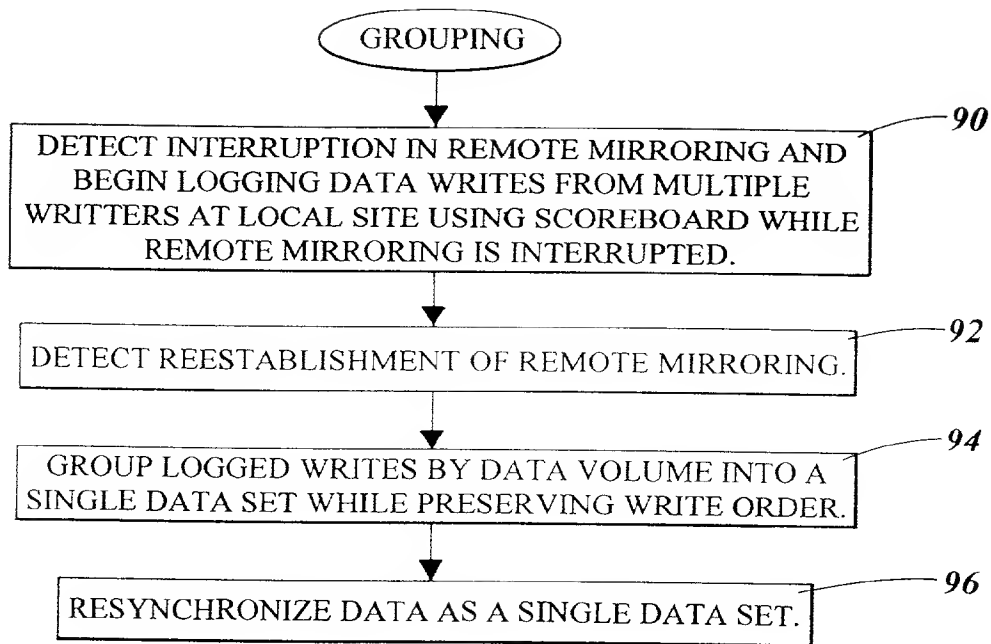 GROUPING
90
DETECT INTERRUPTION IN REMOTE MIRRORING AND
BEGIN LOGGING DATA WRITES FROM MULTIPLE
WRITTERS AT LOCAL SITE USING SCOREBOARD WHILE
REMOTE MIRRORING IS INTERRUPTED.
92
DETECT REESTABLISHMENT OF REMOTE MIRRORING.
94
GROUP LOGGED WRITES BY DATA VOLUME INTO A
SINGLE DATA SET WHILE PRESERVING WRITE ORDER.
96
RESYNCHRONIZE DATA AS A SINGLE DATA SET.